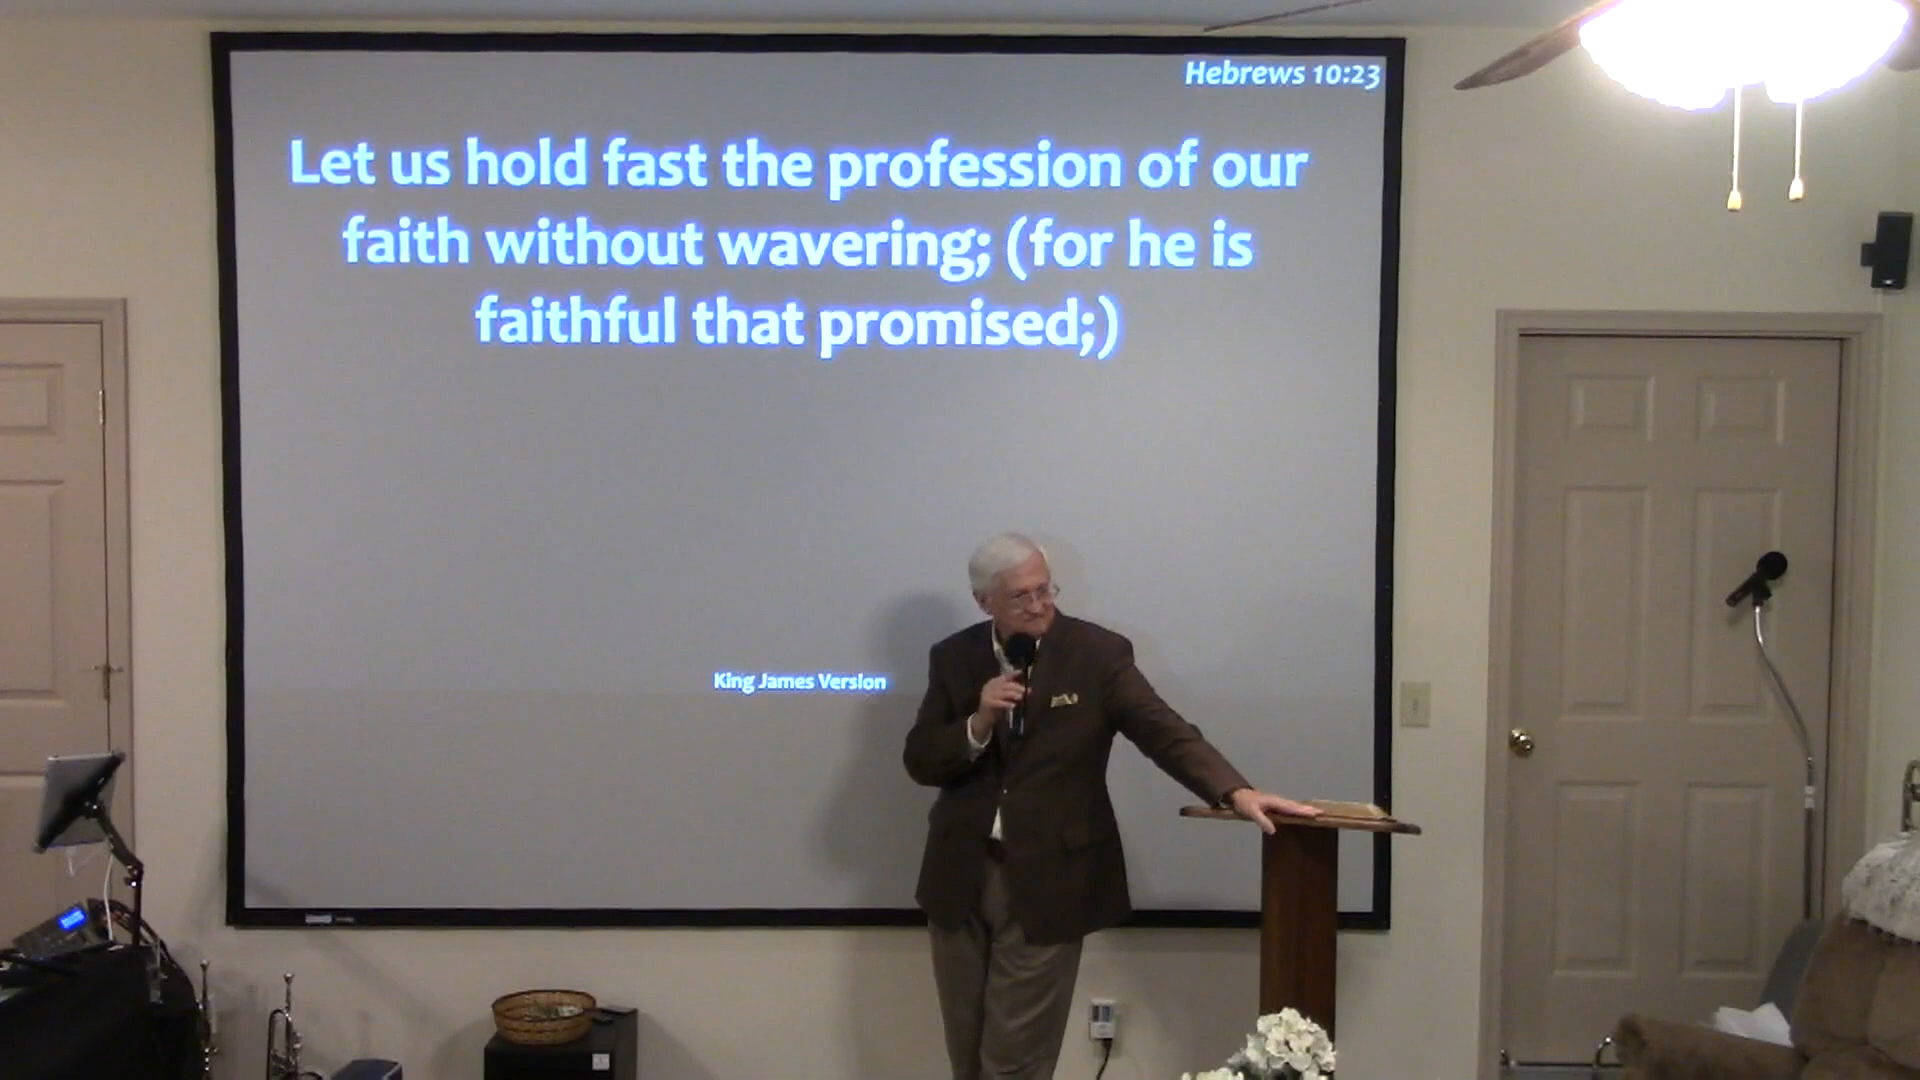 Hebrews 10:23
Let us hold fast the profession of our
faith without wavering; (for he is
faithful that promised;)
King James Version